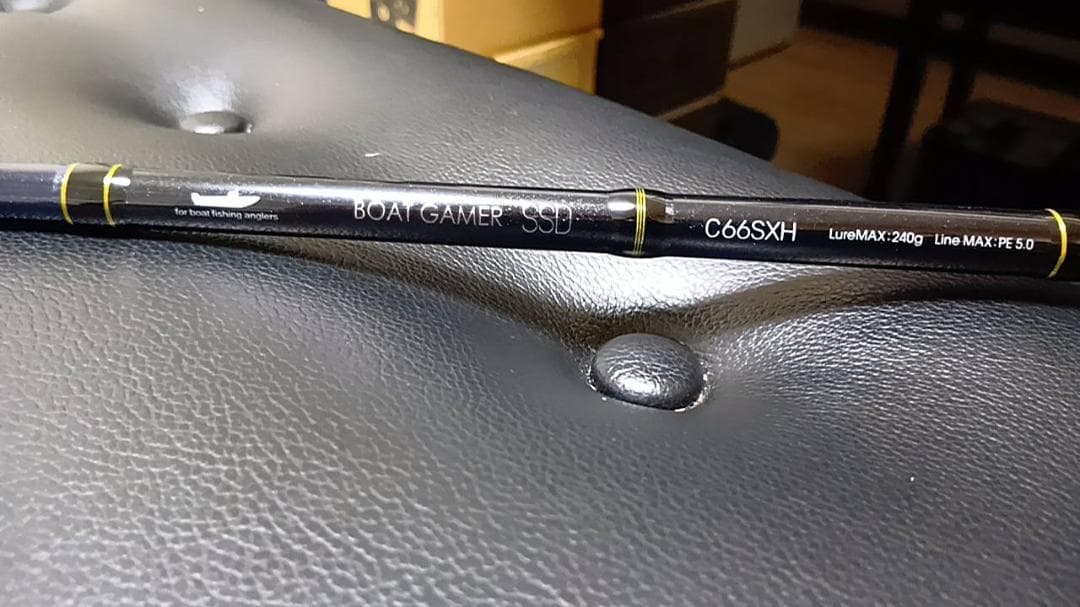 for boat fishing anglers
BOAT GAMER SSD
C66SXH
LureMAX:240g Line MAX:PE 5.0